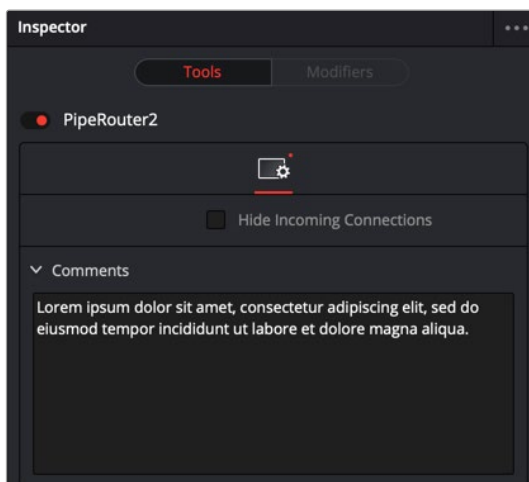 Inspector
Tools
Modifiers
PipeRouter2
Hide Incoming Connections
Comments
Lorem ipsum dolor sit amet, consectetur adipiscing elit, sed do
eiusmod tempor incididunt ut labore et dolore magna aliqua.